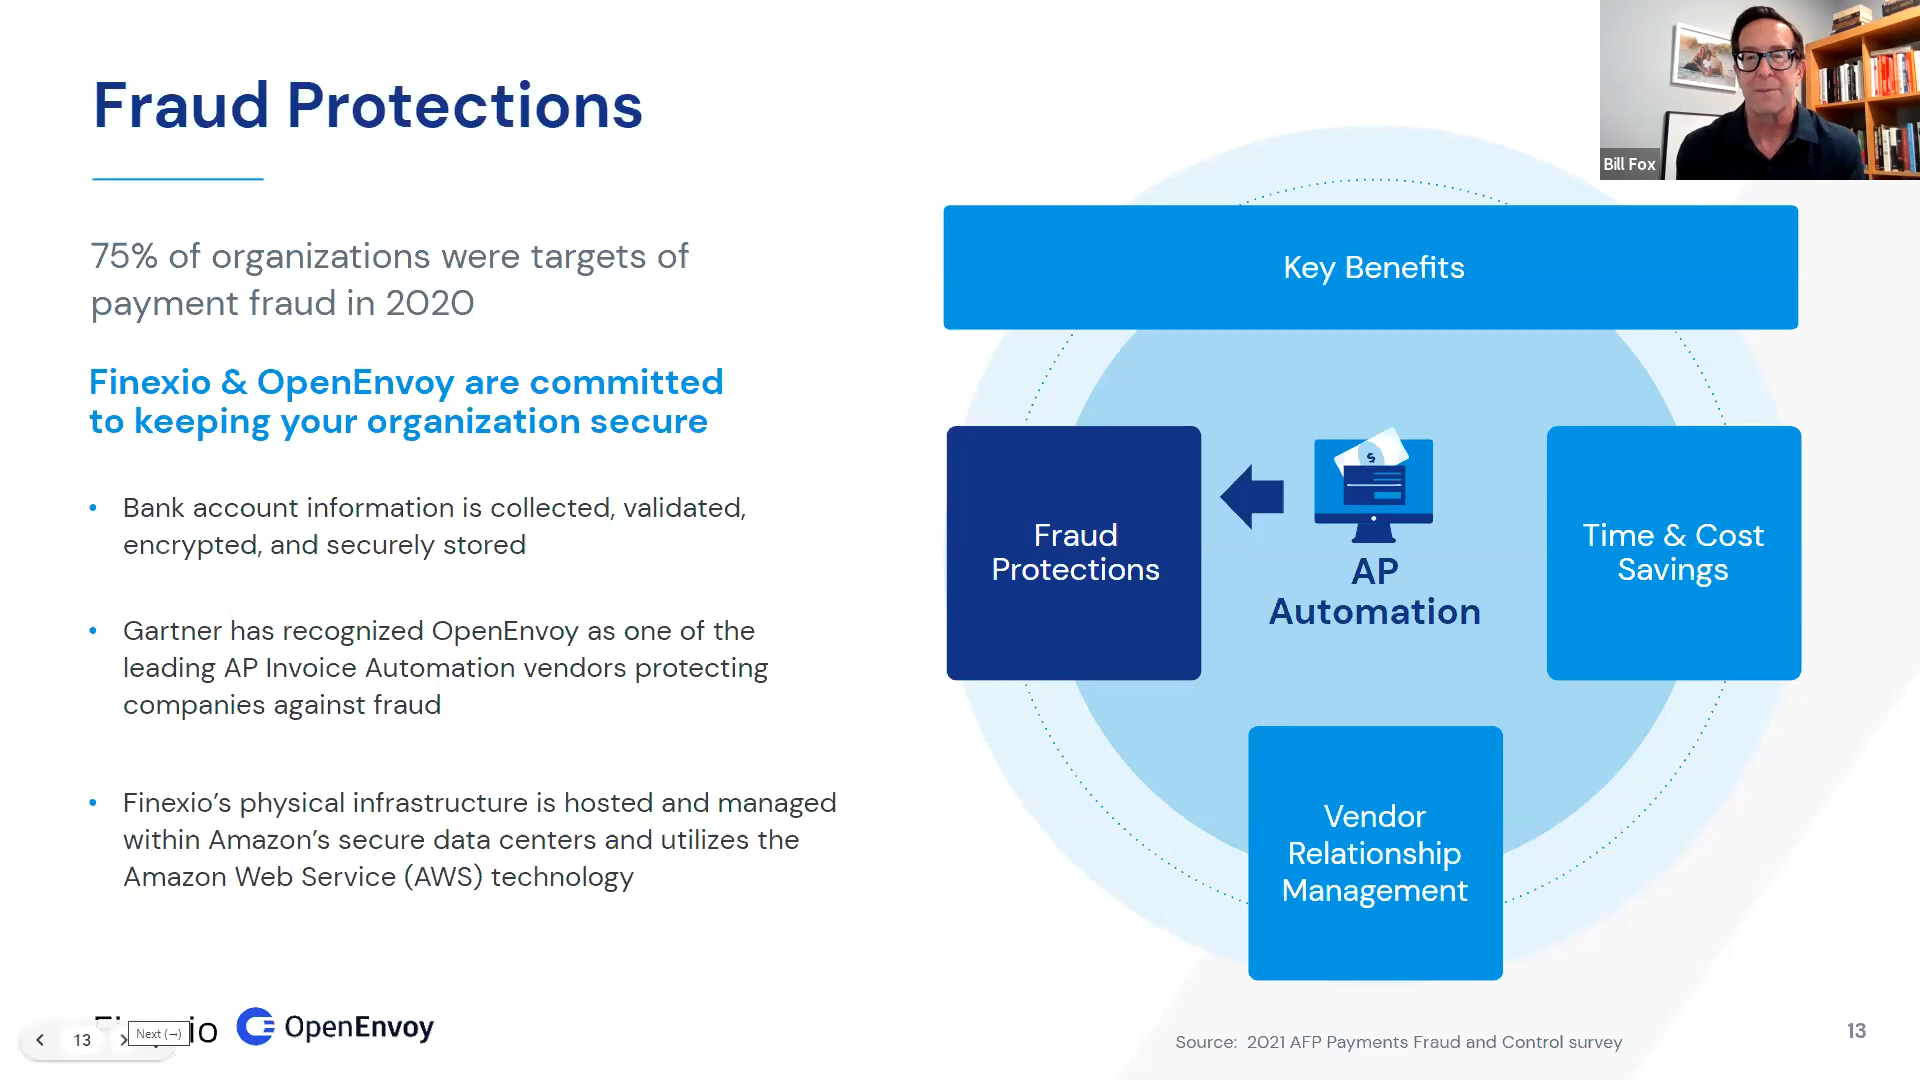 Fraud Protections
75% of organizations were targets of
payment fraud in 2020
Finexio & OpenEnvoy are committed
to keeping your organization secure
• Bank account information is collected, validated,
encrypted, and securely stored
• Gartner has recognized OpenEnvoy as one of the
leading AP Invoice Automation vendors protecting
companies against fraud
• Finexio’s physical infrastructure is hosted and managed
within Amazon’s secure data centers and utilizes the
Amazon Web Service (AWS) technology
Bill Fox
Key Benefits
Fraud
Protections
$
AP
Automation
Time & Cost
Savings
Vendor
Relationship
Management
13
Next (→)
io
OpenEnvoy
Source: 2021 AFP Payments Fraud and Control survey
13